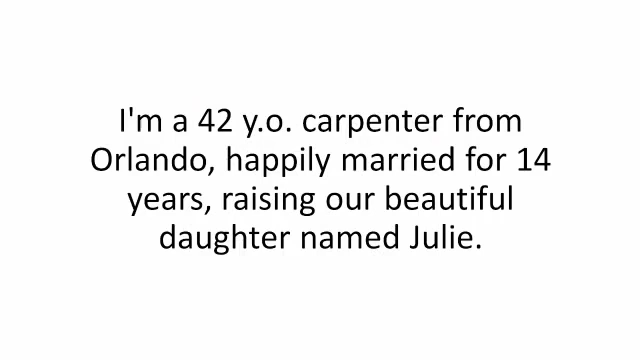 I'm a 42 y.o. carpenter from
Orlando, happily married for 14
years, raising our beautiful
daughter named Julie.